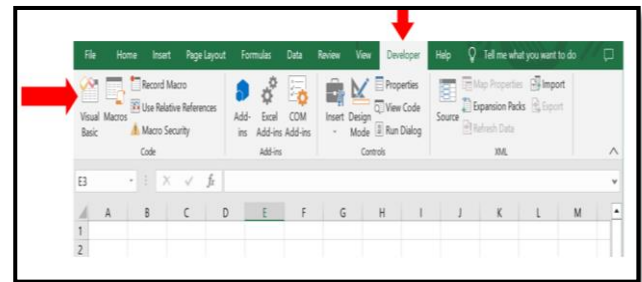 File Home Insert Page Layout Formulas Data Review View Developer Help Tell me what you want to do
Visual Basic
Macros
Record Macro
Use Relative References
Macro Security
Code
Add-ins
Excel Add-ins
COM Add-ins
Add-ins
Insert
Design Mode
Properties
View Code
Run Dialog
Controls
Source
Map Properties
Expansion Packs
Refresh Data
Import
Export
XML
E3
fx
A B C D E F G H I J K L M
1
2